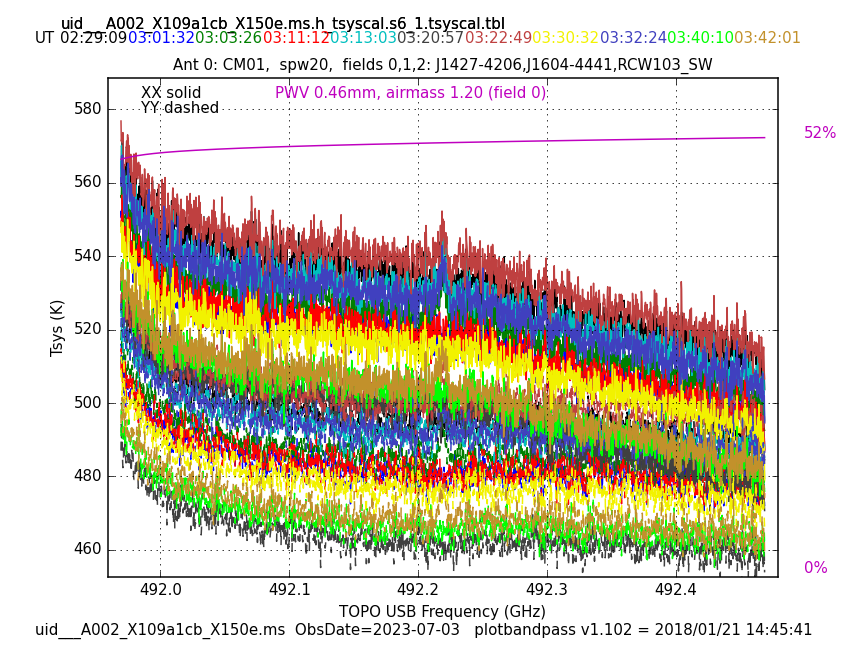 uid___A002_X109a1cb_X150e.ms.h_tsyscal.s6_1.tsyscal.tbl
UT 02:29:09 03:01:32 03:03:26 03:11:12 03:13:03 03:20:57 03:22:49 03:30:32 03:32:24 03:40:10 03:42:01
Ant 0: CM01,  spw20,  fields 0,1,2: J1427-4206,J1604-4441,RCW103_SW
XX solid
PWV 0.46mm, airmass 1.20 (field 0)
YY dashed
580
52%
560
540
520
500
480
460
0%
Tsys (K)
492.0 492.1 492.2 492.3 492.4
TOPO USB Frequency (GHz)
uid___A002_X109a1cb_X150e.ms  ObsDate=2023-07-03   plotbandpass v1.102 = 2018/01/21 14:45:41